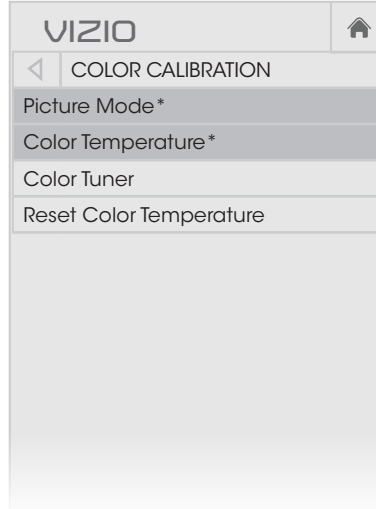 VIZIO
COLOR CALIBRATION
Picture Mode*
Color Temperature*
Color Tuner
Reset Color Temperature